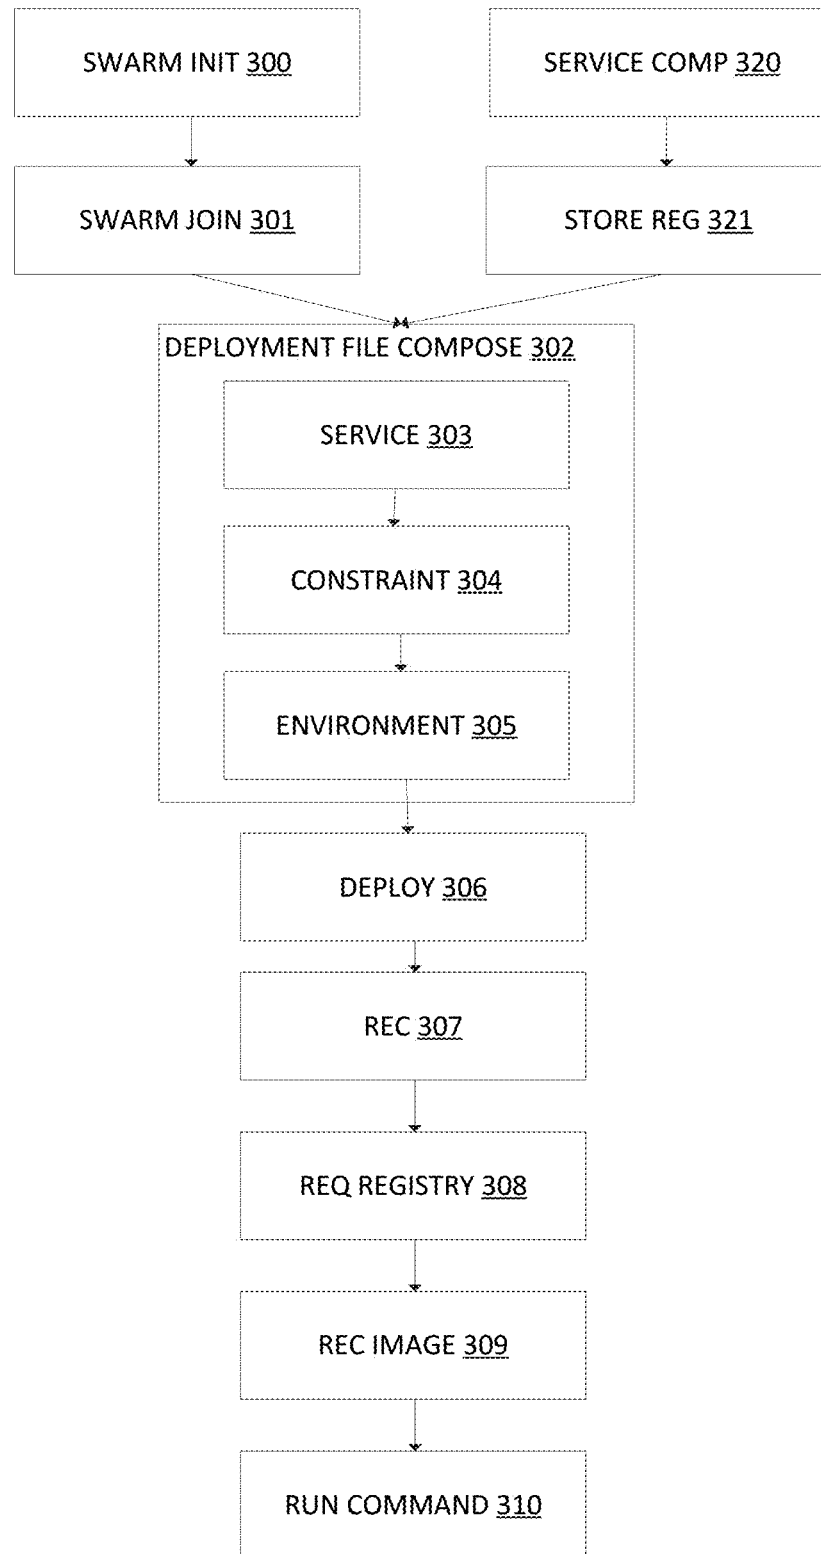 SWARM INIT 300
SERVICE COMP 320
SWARM JOIN 301
STORE REG 321
DEPLOYMENT FILE COMPOSE 302
SERVICE 303
CONSTRAINT 304
ENVIRONMENT 305
DEPLOY 306
REC 307
REQ REGISTRY 308
REC IMAGE 309
RUN COMMAND 310